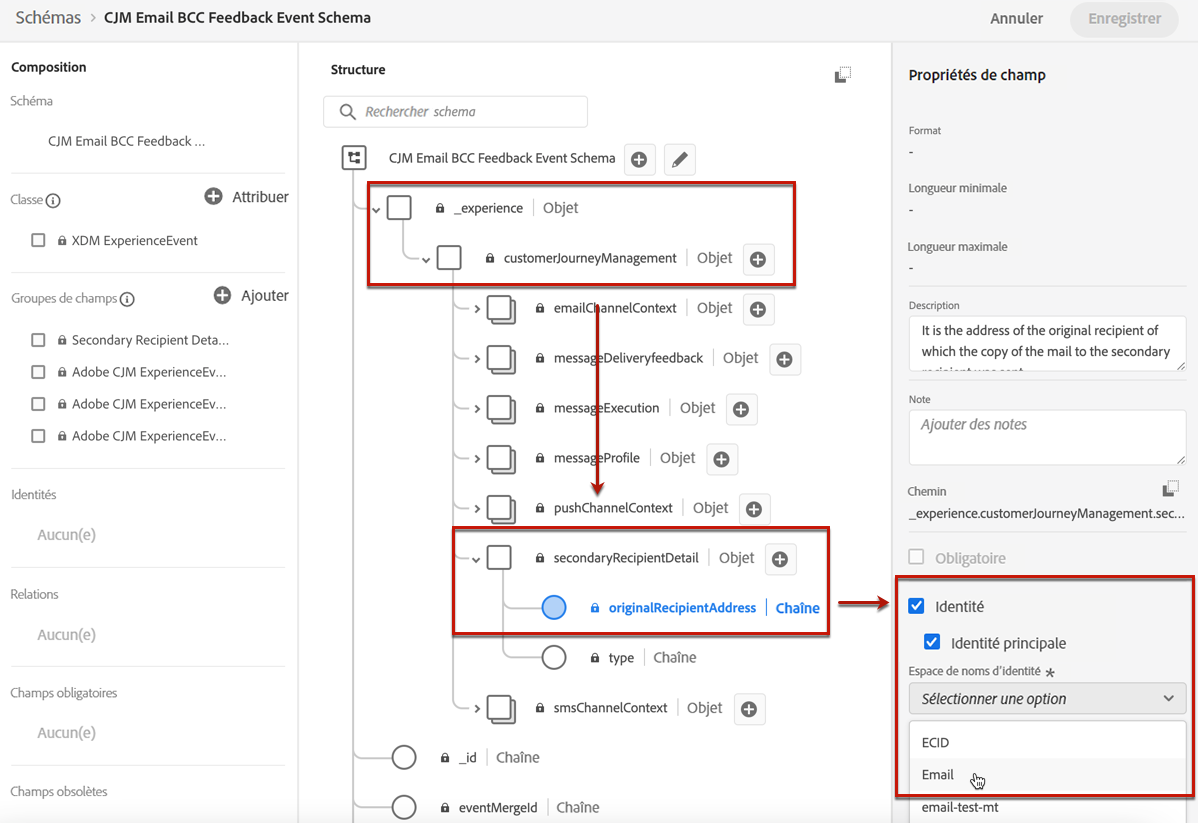 Schémas > CJM Email BCC Feedback Event Schema
Annuler
Enregistrer
Composition
Schéma
CJM Email BCC Feedback ...
Classe
Attribuer
XDM ExperienceEvent
Groupes de champs
Ajouter
Secondary Recipient Deta...
Adobe CJM ExperienceEv...
Adobe CJM ExperienceEv...
Adobe CJM ExperienceEv...
Identités
Aucun(e)
Relations
Aucun(e)
Champs obligatoires
Aucun(e)
Champs obsolètes
Structure
Rechercher schema
CJM Email BCC Feedback Event Schema
_experience | Objet
customerJourneyManagement | Objet
emailChannelContext | Objet
messageDeliveryfeedback | Objet
messageExecution | Objet
messageProfile | Objet
pushChannelContext | Objet
secondaryRecipientDetail | Objet
originalRecipientAddress | Chaîne
type | Chaîne
smsChannelContext | Objet
_id | Chaîne
eventMergeId | Chaîne
Propriétés de champ
Format
-
Longueur minimale
-
Longueur maximale
-
Description
It is the address of the original recipient of
which the copy of the mail to the secondary
recipient was sent
Note
Ajouter des notes
Chemin
_experience.customerJourneyManagement.sec...
Obligatoire
Identité
Identité principale
Espace de noms d'identité *
Sélectionner une option
ECID
Email
email-test-mt